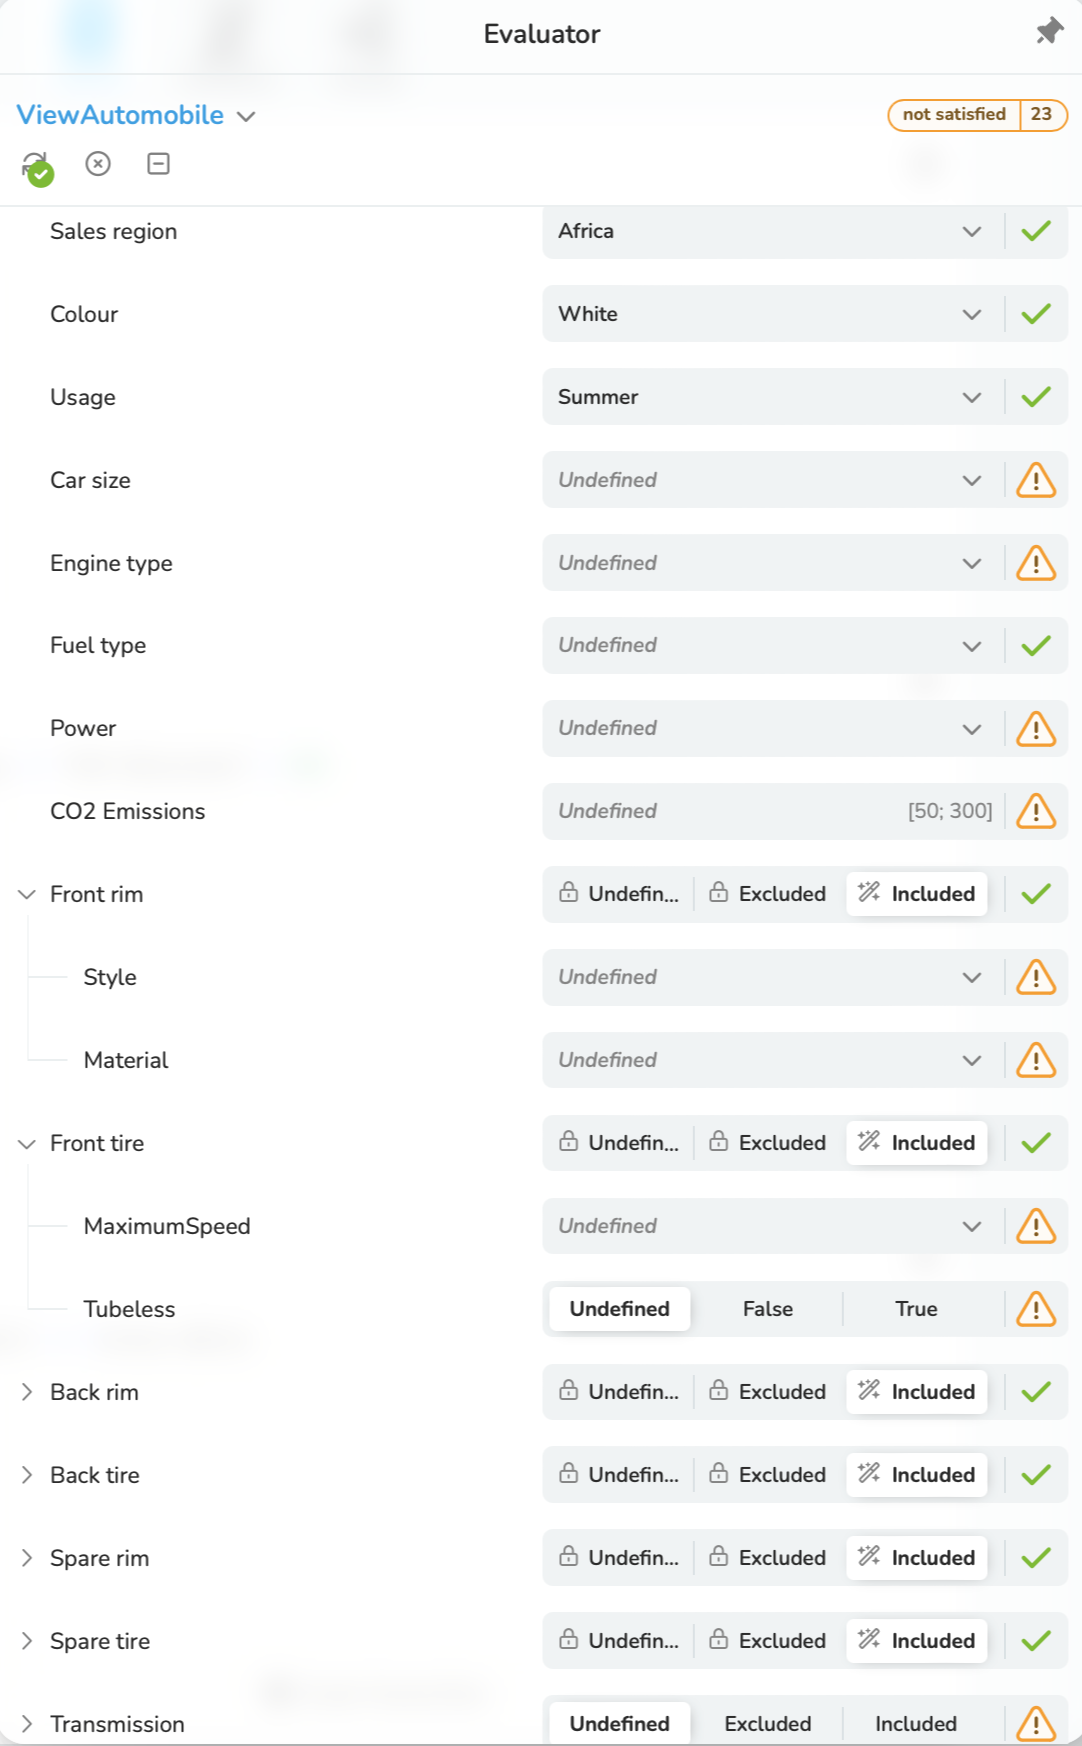 Evaluator
ViewAutomobile
not satisfied 23
Sales region Africa
Colour White
Usage Summer
Car size Undefined
Engine type Undefined
Fuel type Undefined
Power Undefined
CO2 Emissions Undefined [50; 300]
Front rim Undefin... Excluded Included
Style Undefined
Material Undefined
Front tire Undefin... Excluded Included
MaximumSpeed Undefined
Tubeless Undefined False True
Back rim Undefin... Excluded Included
Back tire Undefin... Excluded Included
Spare rim Undefin... Excluded Included
Spare tire Undefin... Excluded Included
Transmission Undefined Excluded Included